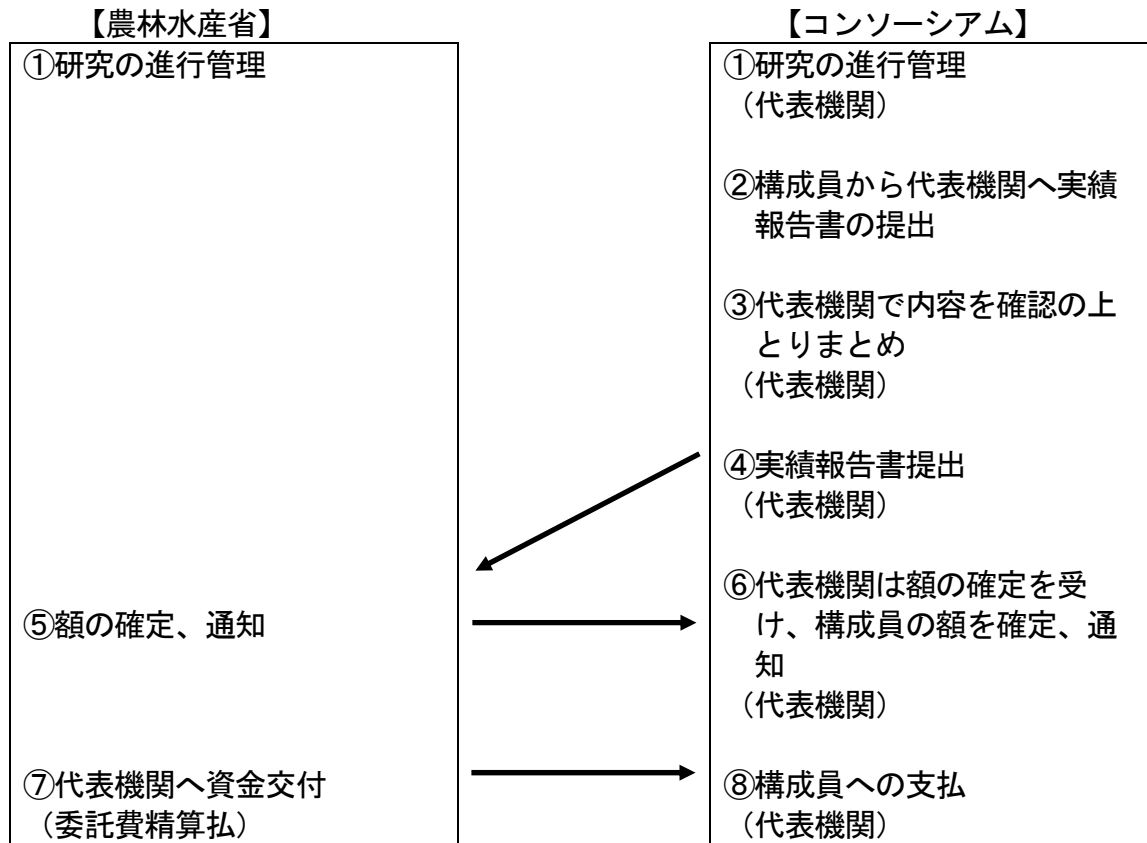 【農林水産省】
①研究の進行管理
⑤額の確定、通知
⑦代表機関へ資金交付
（委託費精算払）
【コンソーシアム】
①研究の進行管理
（代表機関）
②構成員から代表機関へ実績
報告書の提出
③代表機関で内容を確認の上
とりまとめ
（代表機関）
④実績報告書提出
（代表機関）
⑥代表機関は額の確定を受
け、構成員の額を確定、通
知
（代表機関）
⑧構成員への支払
（代表機関）